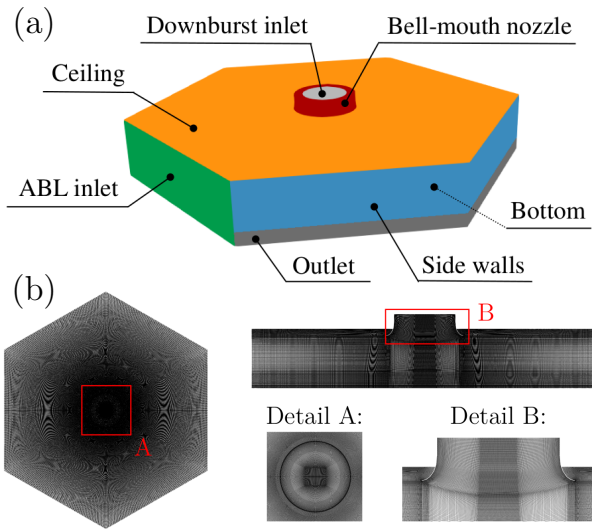 (a)
Downburst inlet
Bell-mouth nozzle
Ceiling
ABL inlet
Bottom
Outlet
Side walls
(b)
B
A
Detail A:
Detail B: